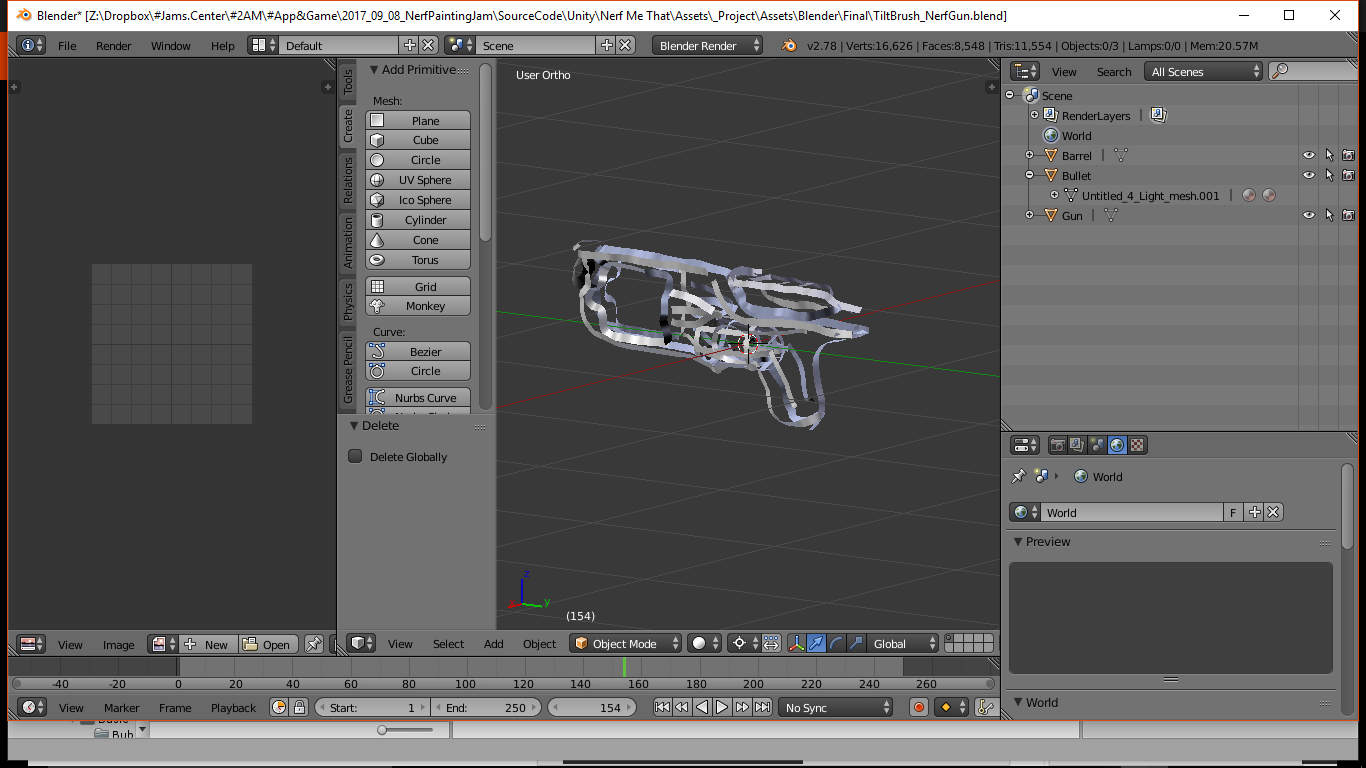 Blender* [Z:\Dropbox\#Jams.Center\#2AM\#App&Game\2017_09_08_NerfPaintingJam\SourceCode\Unity\Nerf Me That\Assets\_Project\Assets\Blender\Final\TiltBrush_NerfGun.blend]
File Render Window Help Default Scene Blender Render v2.78 | Verts:16,626 | Faces:8,548 | Tris:11,554 | Objects:0/3 | Lamps:0/0 | Mem:20.57M
Tools
Create
Relations
Animation
Physics
Grease Pencil
Add Primitive
Mesh:
Plane
Cube
Circle
UV Sphere
Ico Sphere
Cylinder
Cone
Torus
Grid
Monkey
Curve:
Bezier
Circle
Nurbs Curve
Delete
Delete Globally
User Ortho
z
x
y
(154)
View Search All Scenes
Scene
RenderLayers |
World
Barrel |
Bullet
Untitled_4_Light_mesh.001 |
Gun |
World
World F
Preview
World
View Image New Open
View Select Add Object Object Mode Global
-40 -20 0 20 40 60 80 100 120 140 160 180 200 220 240 260
View Marker Frame Playback Start: 1 End: 250 154 No Sync
Bub